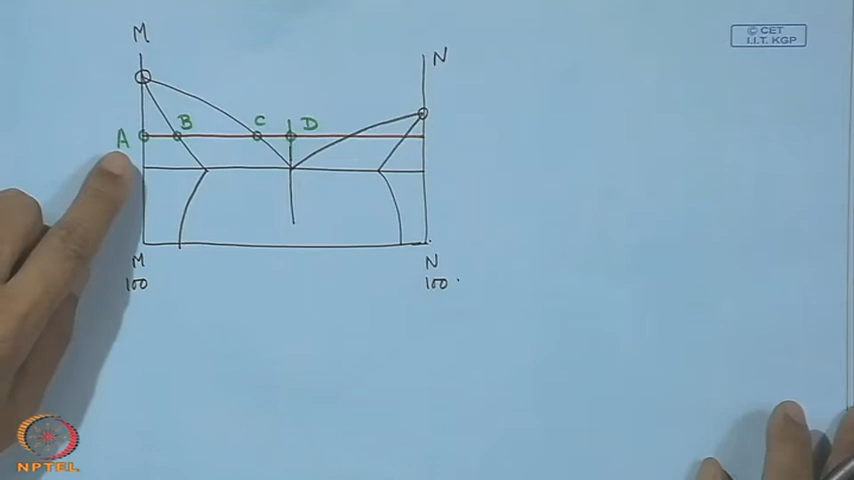 M
N
© CET
I.I.T. KGP
A B C D
M N
100 100.
NPTEL